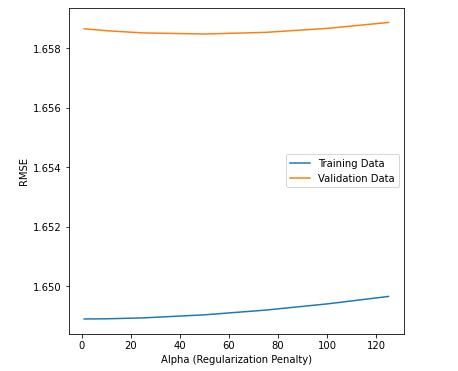 1.658
1.656
1.654
1.652
1.650
RMSE
Training Data
Validation Data
0 20 40 60 80 100 120
Alpha (Regularization Penalty)